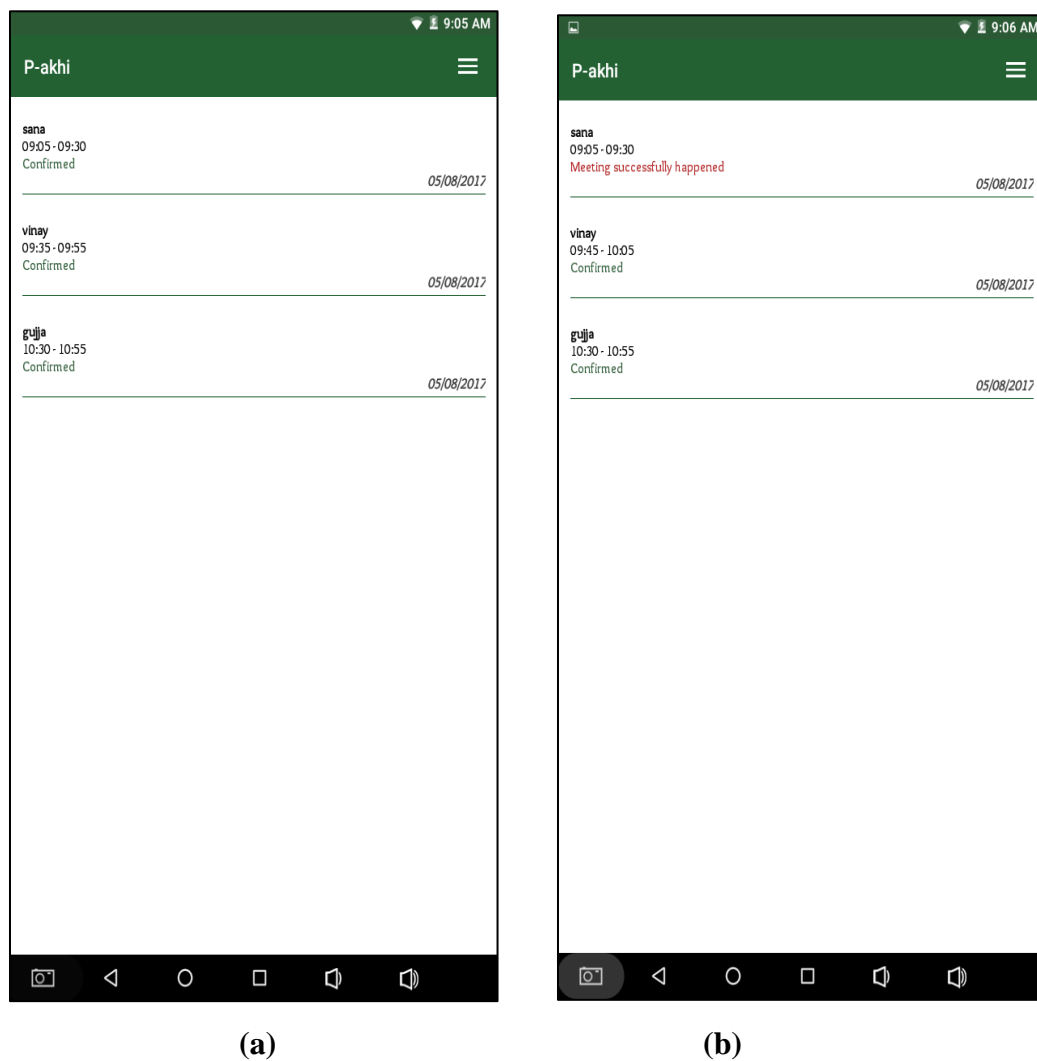 9:05 AM
P-akhi
sana
09:05 - 09:30
Confirmed
05/08/2017
vinay
09:35 - 09:55
Confirmed
05/08/2017
gujja
10:30 - 10:55
Confirmed
05/08/2017
(a)
9:06 AM
P-akhi
sana
09:05 - 09:30
Meeting successfully happened
05/08/2017
vinay
09:45 - 10:05
Confirmed
05/08/2017
gujja
10:30 - 10:55
Confirmed
05/08/2017
(b)